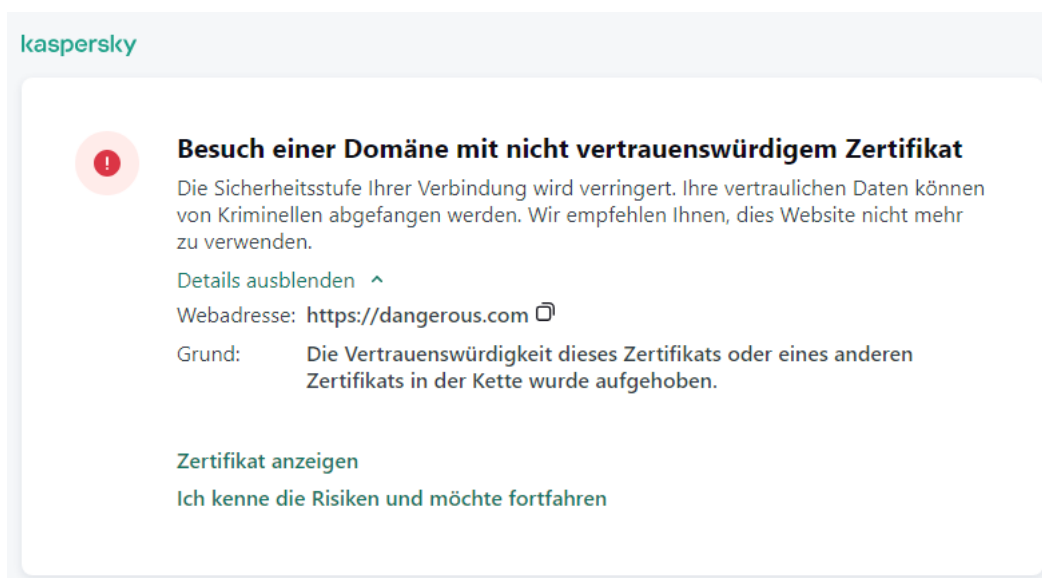 kaspersky
Besuch einer Domäne mit nicht vertrauenswürdigem Zertifikat
Die Sicherheitsstufe Ihrer Verbindung wird verringert. Ihre vertraulichen Daten können
von Kriminellen abgefangen werden. Wir empfehlen Ihnen, dies Website nicht mehr
zu verwenden.
Details ausblenden
Webadresse: https://dangerous.com
Grund: Die Vertrauenswürdigkeit dieses Zertifikats oder eines anderen
Zertifikats in der Kette wurde aufgehoben.
Zertifikat anzeigen
Ich kenne die Risiken und möchte fortfahren